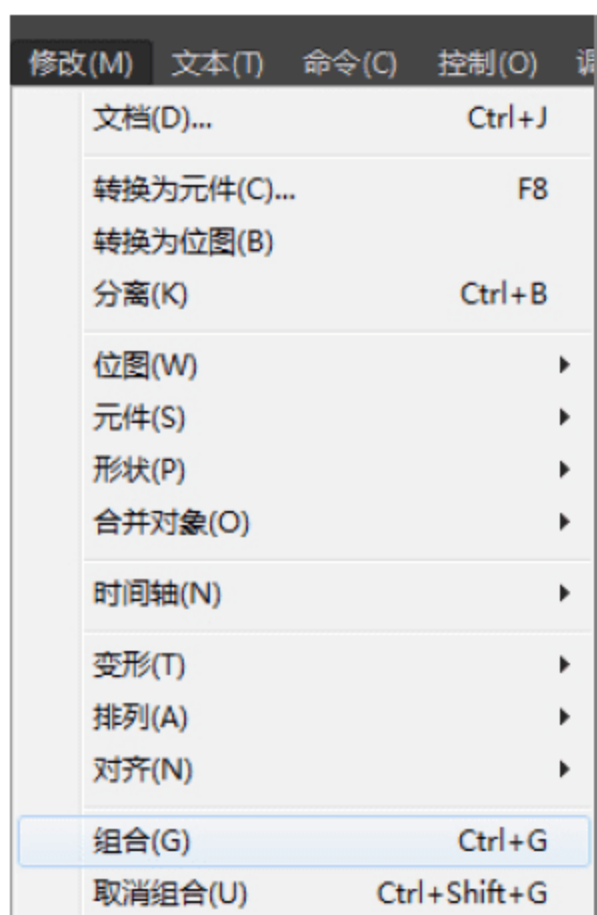 修改(M) 文本(T) 命令(C) 控制(O)
文档(D)... Ctrl+J
转换为元件(C)... F8
转换为位图(B)
分离(K) Ctrl+B
位图(W)
元件(S)
形状(P)
合并对象(O)
时间轴(N)
变形(T)
排列(A)
对齐(N)
组合(G) Ctrl+G
取消组合(U) Ctrl+Shift+G